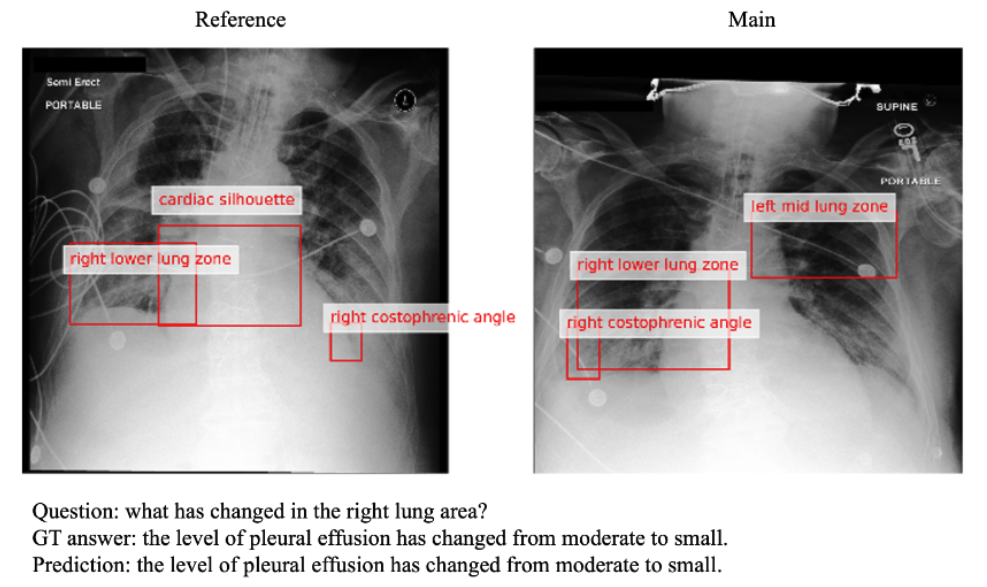 Reference
Main
Semi Erect
PORTABLE
L
cardiac silhouette
right lower lung zone
right costophrenic angle
SUPINE
PORTABLE
left mid lung zone
right lower lung zone
right costophrenic angle
Question: what has changed in the right lung area?
GT answer: the level of pleural effusion has changed from moderate to small.
Prediction: the level of pleural effusion has changed from moderate to small.